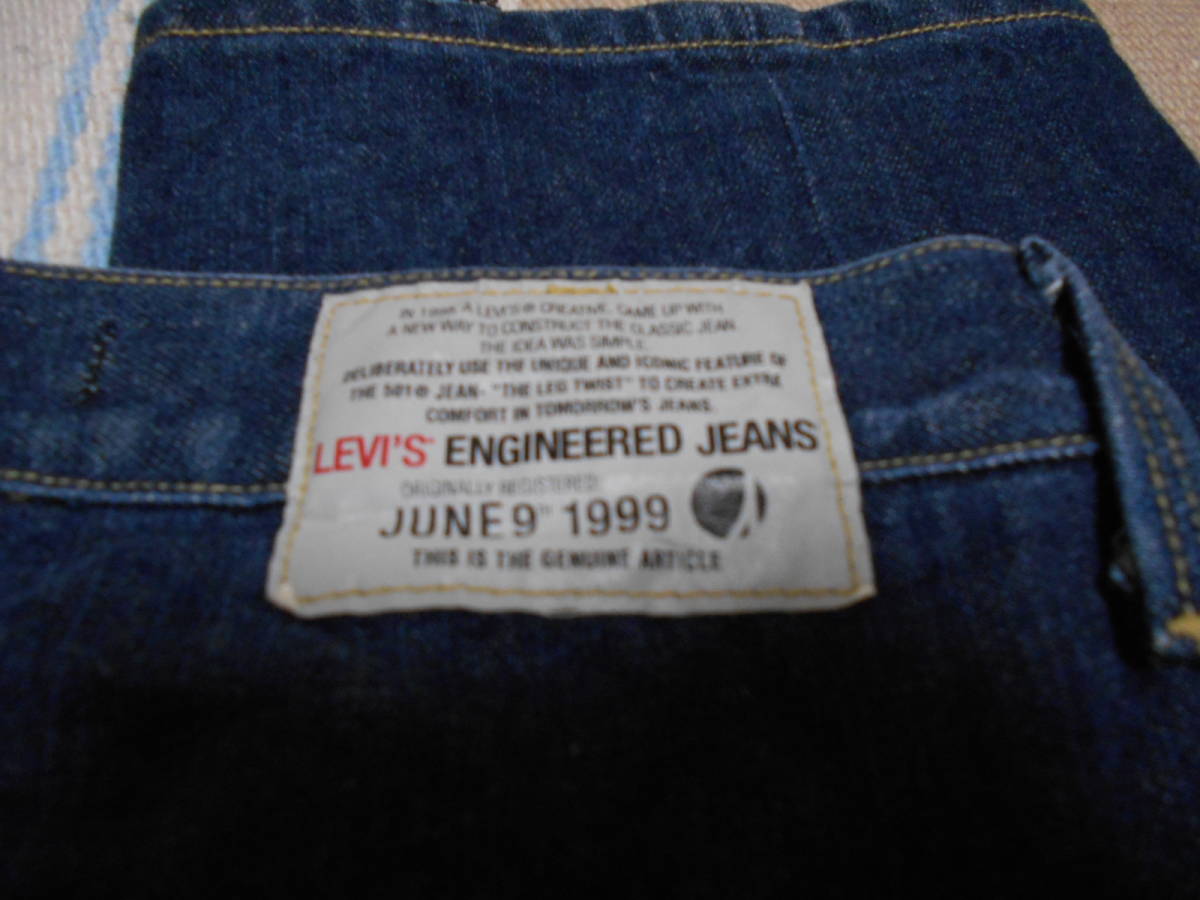 IN 1998 A LEVI'S® CREATIVE, CAME UP WITH
A NEW WAY TO CONSTRUCT THE CLASSIC JEAN.
THE IDEA WAS SIMPLE.
DELIBERATELY USE THE UNIQUE AND ICONIC FEATURE OF
THE 501® JEAN- "THE LEG TWIST" TO CREATE EXTRE
COMFORT IN TOMORROW'S JEANS.
LEVI'S® ENGINEERED JEANS
ORIGINALLY REGISTERED:
JUNE 9TH 1999
THIS IS THE GENUINE ARTICLE